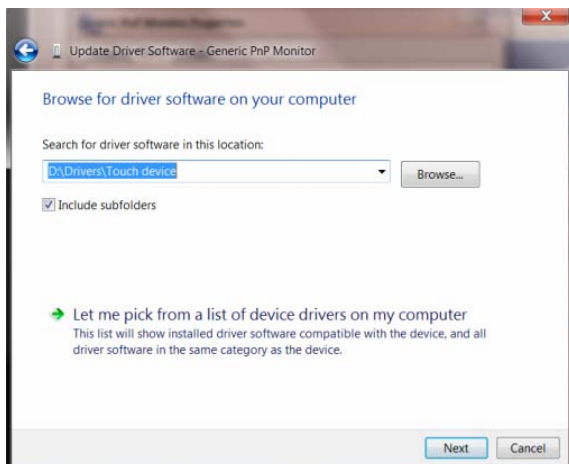 Update Driver Software - Generic PnP Monitor
Browse for driver software on your computer
Search for driver software in this location:
D:\Drivers\Touch device
Browse...
Include subfolders
Let me pick from a list of device drivers on my computer
This list will show installed driver software compatible with the device, and all
driver software in the same category as the device.
Next
Cancel